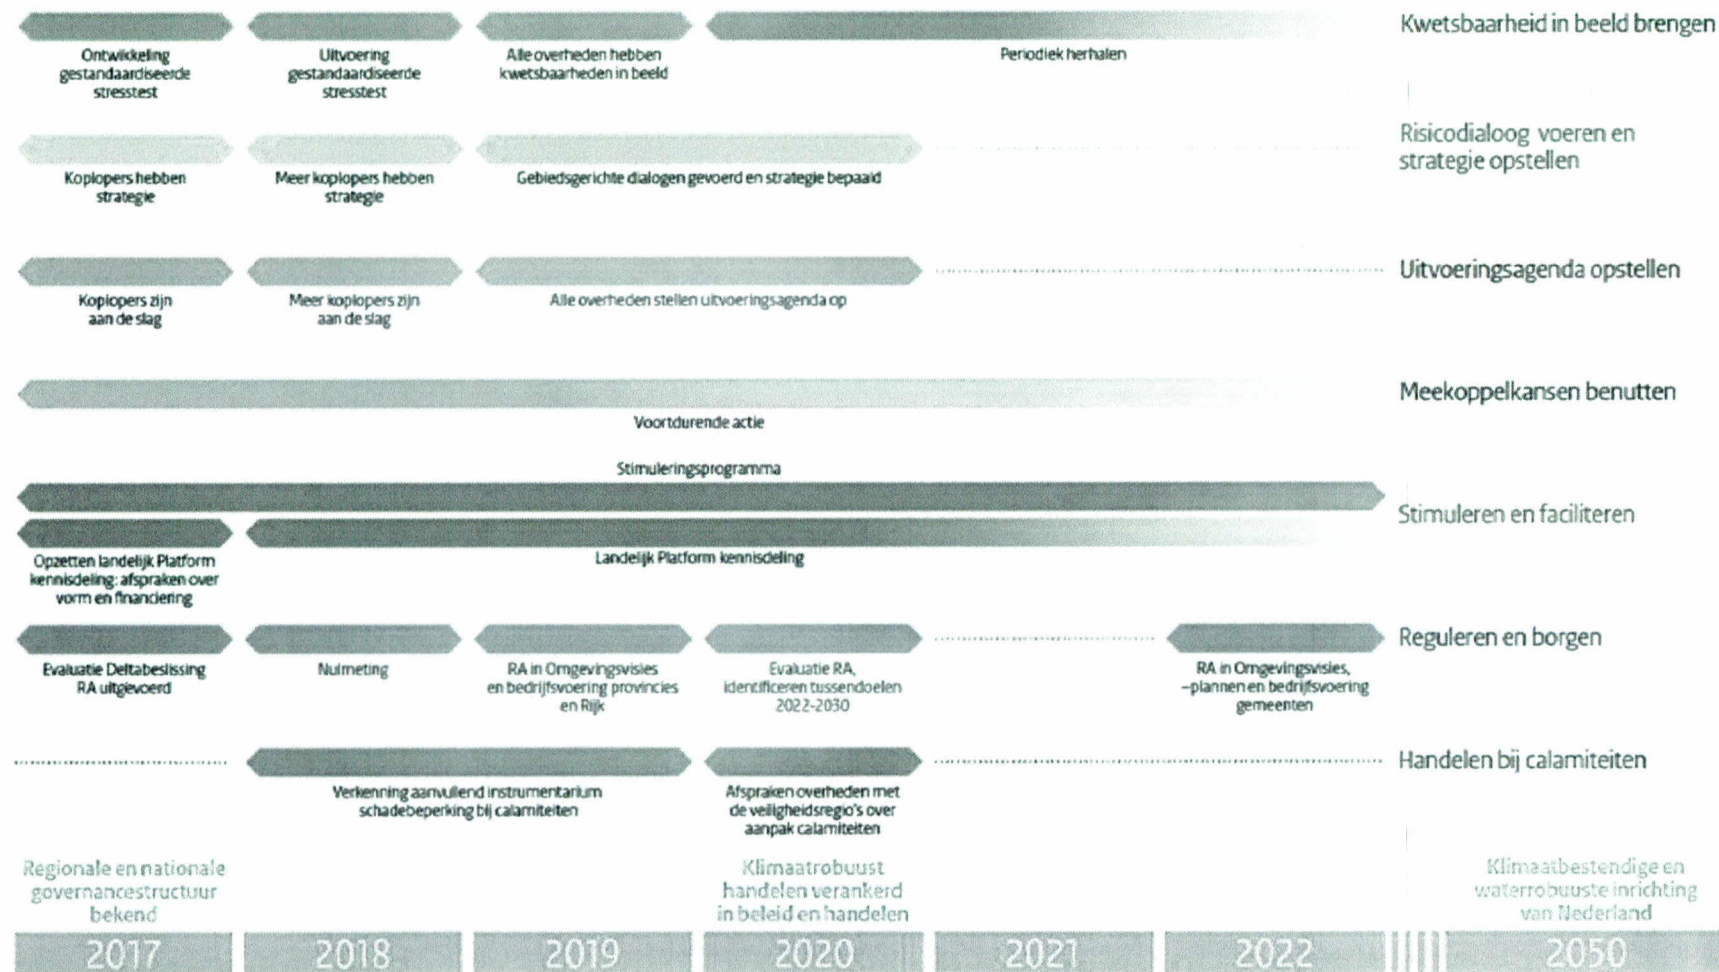 Kwetsbaarheid in beeld brengen
Ontwikkeling
gestandaardiseerde
stresstest
Uitvoering
gestandaardiseerde
stresstest
Alle overheden hebben
kwetsbaarheden in beeld
Periodiek herhalen
Risicodialoog voeren en
strategie opstellen
Koplopers hebben
strategie
Meer koplopers hebben
strategie
Gebiedsgerichte dialogen gevoerd en strategie bepaald
Uitvoeringsagenda opstellen
Koplopers zijn
aan de slag
Meer koplopers zijn
aan de slag
Alle overheden stellen uitvoeringsagenda op
Meekoppelkansen benutten
Voortdurende actie
Stimuleringsprogramma
Stimuleren en faciliteren
Opzetten landelijk Platform
kennisdeling: afspraken over
vorm en financiering
Landelijk Platform kennisdeling
Reguleren en borgen
Evaluatie Deltabeslissing
RA uitgevoerd
Nulmeting
RA in Omgevingsvisies
en bedrijfsvoering provincies
en Rijk
Evaluatie RA,
identificeren tussendoelen
2022-2030
RA in Omgevingsvisies,
–plannen en bedrijfsvoering
gemeenten
Handelen bij calamiteiten
Verkenning aanvullend instrumentarium
schadebeperking bij calamiteiten
Afspraken overheden met
de veiligheidsregio's over
aanpak calamiteiten
Regionale en nationale
governancestructuur
bekend
Klimaatrobuust
handelen verankerd
in beleid en handelen
Klimaatbestendige en
waterrobuuste inrichting
van Nederland
2017
2018
2019
2020
2021
2022
2050